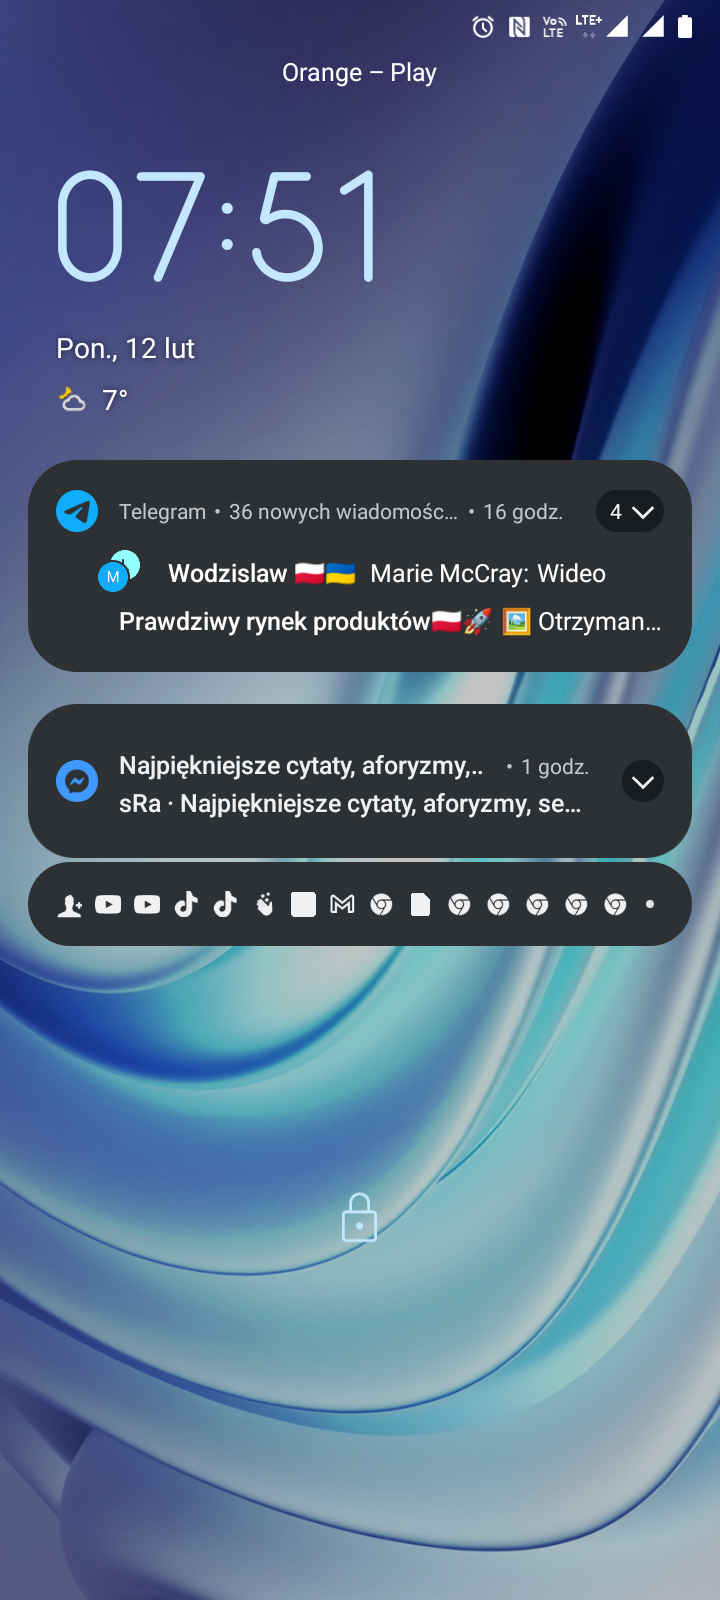 Vo LTE LTE+
Orange – Play
07:51
Pon., 12 lut
7°
Telegram • 36 nowych wiadomośc… • 16 godz. 4
M Wodzislaw 🇵🇱🇺🇦 Marie McCray: Wideo
Prawdziwy rynek produktów🇵🇱🚀 🖼️ Otrzyman…
Najpiękniejsze cytaty, aforyzmy,.. • 1 godz.
sRa · Najpiękniejsze cytaty, aforyzmy, se…